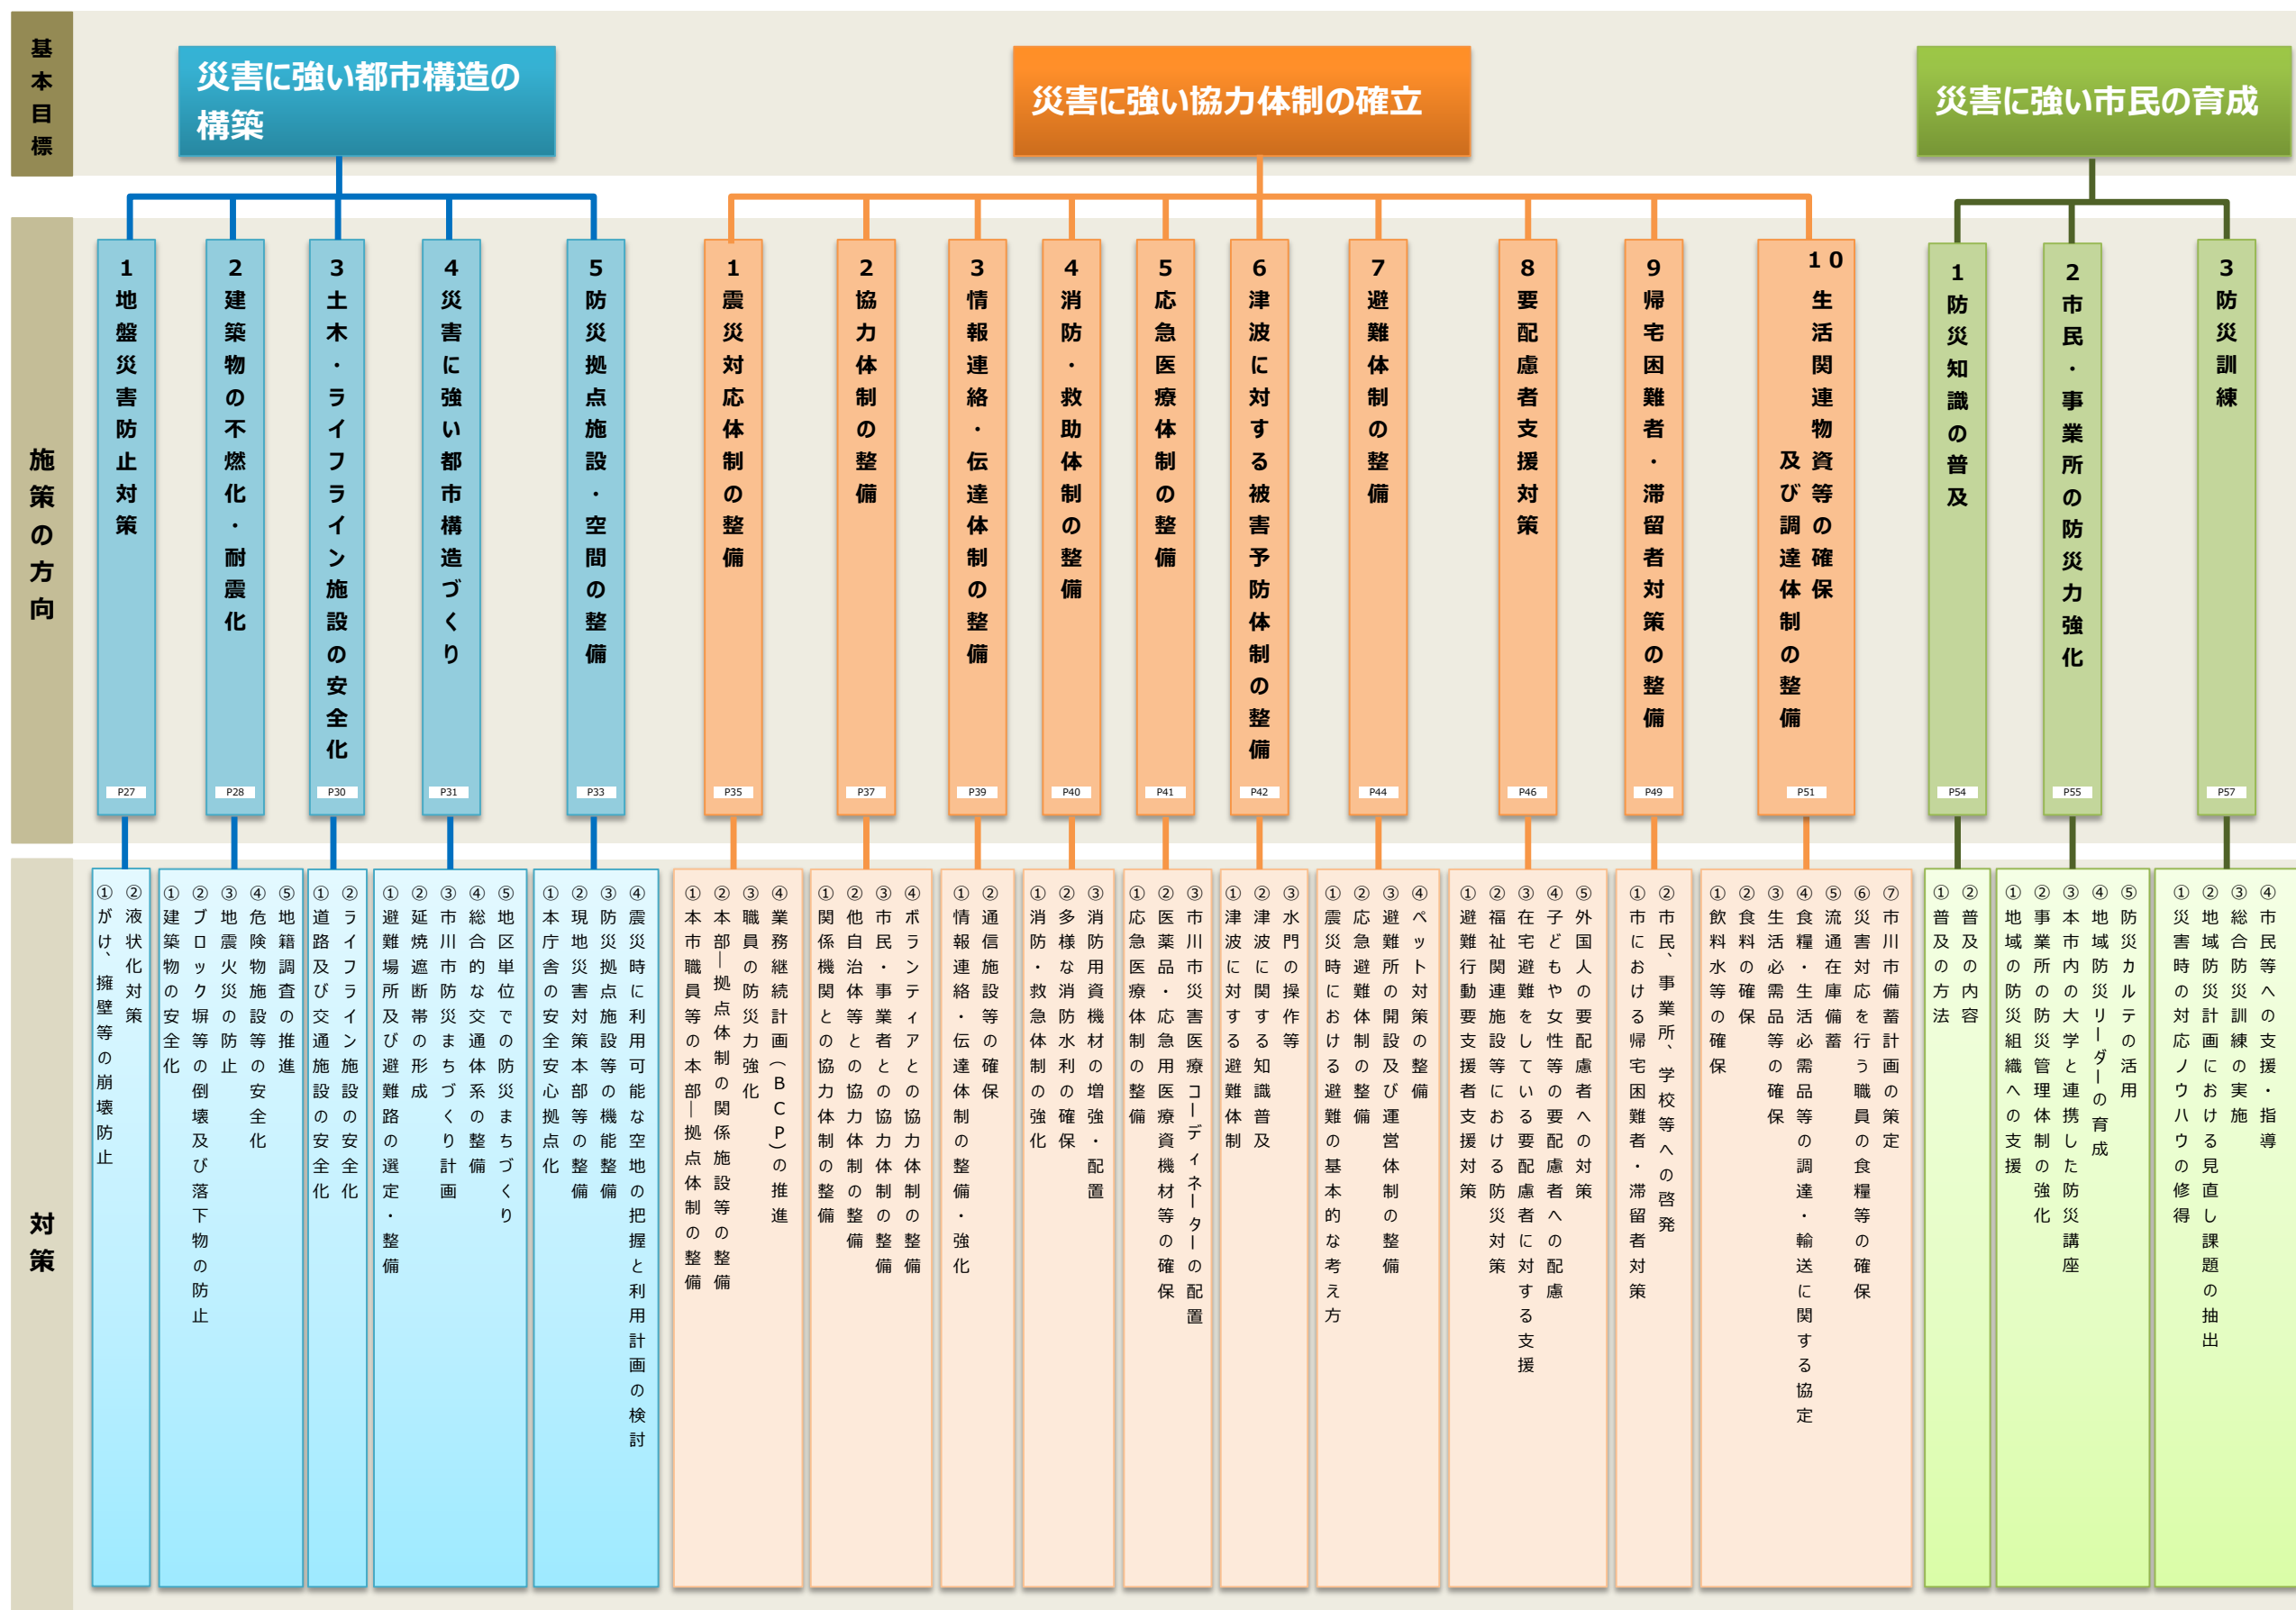 基本目標
災害に強い都市構造の
構築
災害に強い協力体制の確立
災害に強い市民の育成
施策の方向
1地盤災害防止対策
P27
2建築物の不燃化・耐震化
P28
3土木・ライフライン施設の安全化
P30
4災害に強い都市構造づくり
P31
5防災拠点施設・空間の整備
P33
1震災対応体制の整備
P35
2協力体制の整備
P37
3情報連絡・伝達体制の整備
P39
4消防・救助体制の整備
P40
5応急医療体制の整備
P41
6津波に対する被害予防体制の整備
P42
7避難体制の整備
P44
8要配慮者支援対策
P46
9帰宅困難者・滞留者対策の整備
P49
10生活関連物資等の確保
及び調達体制の整備
P51
1防災知識の普及
P54
2市民・事業所の防災力強化
P55
3防災訓練
P57
対策
①がけ、擁壁等の崩壊防止
②液状化対策
①建築物の安全化
②ブロック塀等の倒壊及び落下物の防止
③地震火災の防止
④危険物施設等の安全化
⑤地籍調査の推進
①道路及び交通施設の安全化
②ライフライン施設の安全化
①避難場所及び避難路の選定・整備
②延焼遮断帯の形成
③市川市防災まちづくり計画
④総合的な交通体系の整備
⑤地区単位での防災まちづくり
①本庁舎の安全安心拠点化
②現地災害対策本部等の整備
③防災拠点施設等の機能整備
④震災時に利用可能な空地の把握と利用計画の検討
①本市職員等の本部―拠点体制の整備
②本部―拠点体制の関係施設等の整備
③職員の防災力強化
④業務継続計画(BCP)の推進
①関係機関との協力体制の整備
②他自治体等との協力体制の整備
③市民・事業者との協力体制の整備
④ボランティアとの協力体制の整備
①情報連絡・伝達体制の整備・強化
②通信施設等の確保
①消防・救急体制の強化
②多様な消防水利の確保
③消防用資機材の増強・配置
①応急医療体制の整備
②医薬品・応急用医療資機材等の確保
③市川市災害医療コーディネーターの配置
①津波に対する避難体制
②津波に関する知識普及
③水門の操作等
①震災時における避難の基本的な考え方
②応急避難体制の整備
③避難所の開設及び運営体制の整備
④ペット対策の整備
①避難行動要支援者支援対策
②福祉関連施設等における防災対策
③在宅避難をしている要配慮者に対する支援
④子どもや女性等の要配慮者への配慮
⑤外国人の要配慮者への対策
①市における帰宅困難者・滞留者対策
②市民、事業所、学校等への啓発
①飲料水等の確保
②食料の確保
③生活必需品等の確保
④食糧・生活必需品等の調達・輸送に関する協定
⑤流通在庫備蓄
⑥災害対応を行う職員の食糧等の確保
⑦市川市備蓄計画の策定
①普及の方法
②普及の内容
①地域の防災組織への支援
②事業所の防災管理体制の強化
③本市内の大学と連携した防災講座
④地域防災リーダーの育成
⑤防災カルテの活用
①災害時の対応ノウハウの修得
②地域防災計画における見直し課題の抽出
③総合防災訓練の実施
④市民等への支援・指導